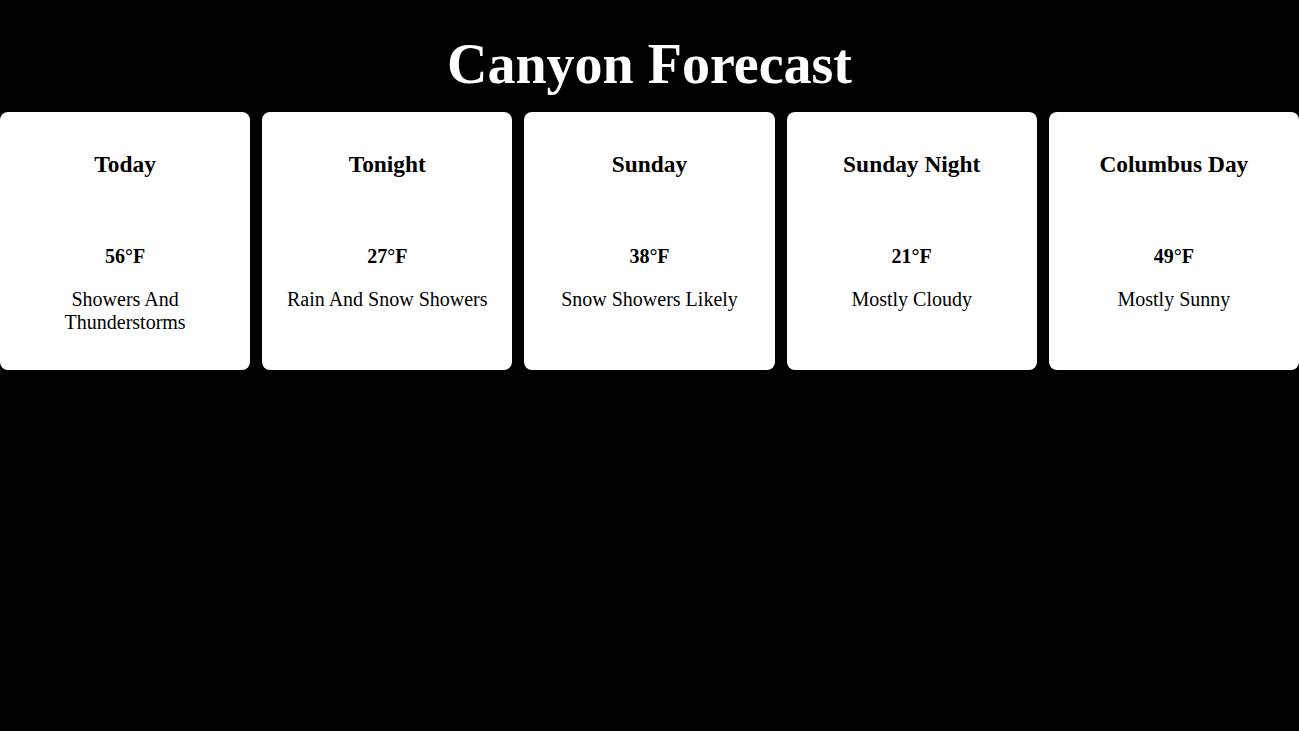 Canyon Forecast
Today
56°F
Showers And
Thunderstorms
Tonight
27°F
Rain And Snow Showers
Sunday
38°F
Snow Showers Likely
Sunday Night
21°F
Mostly Cloudy
Columbus Day
49°F
Mostly Sunny